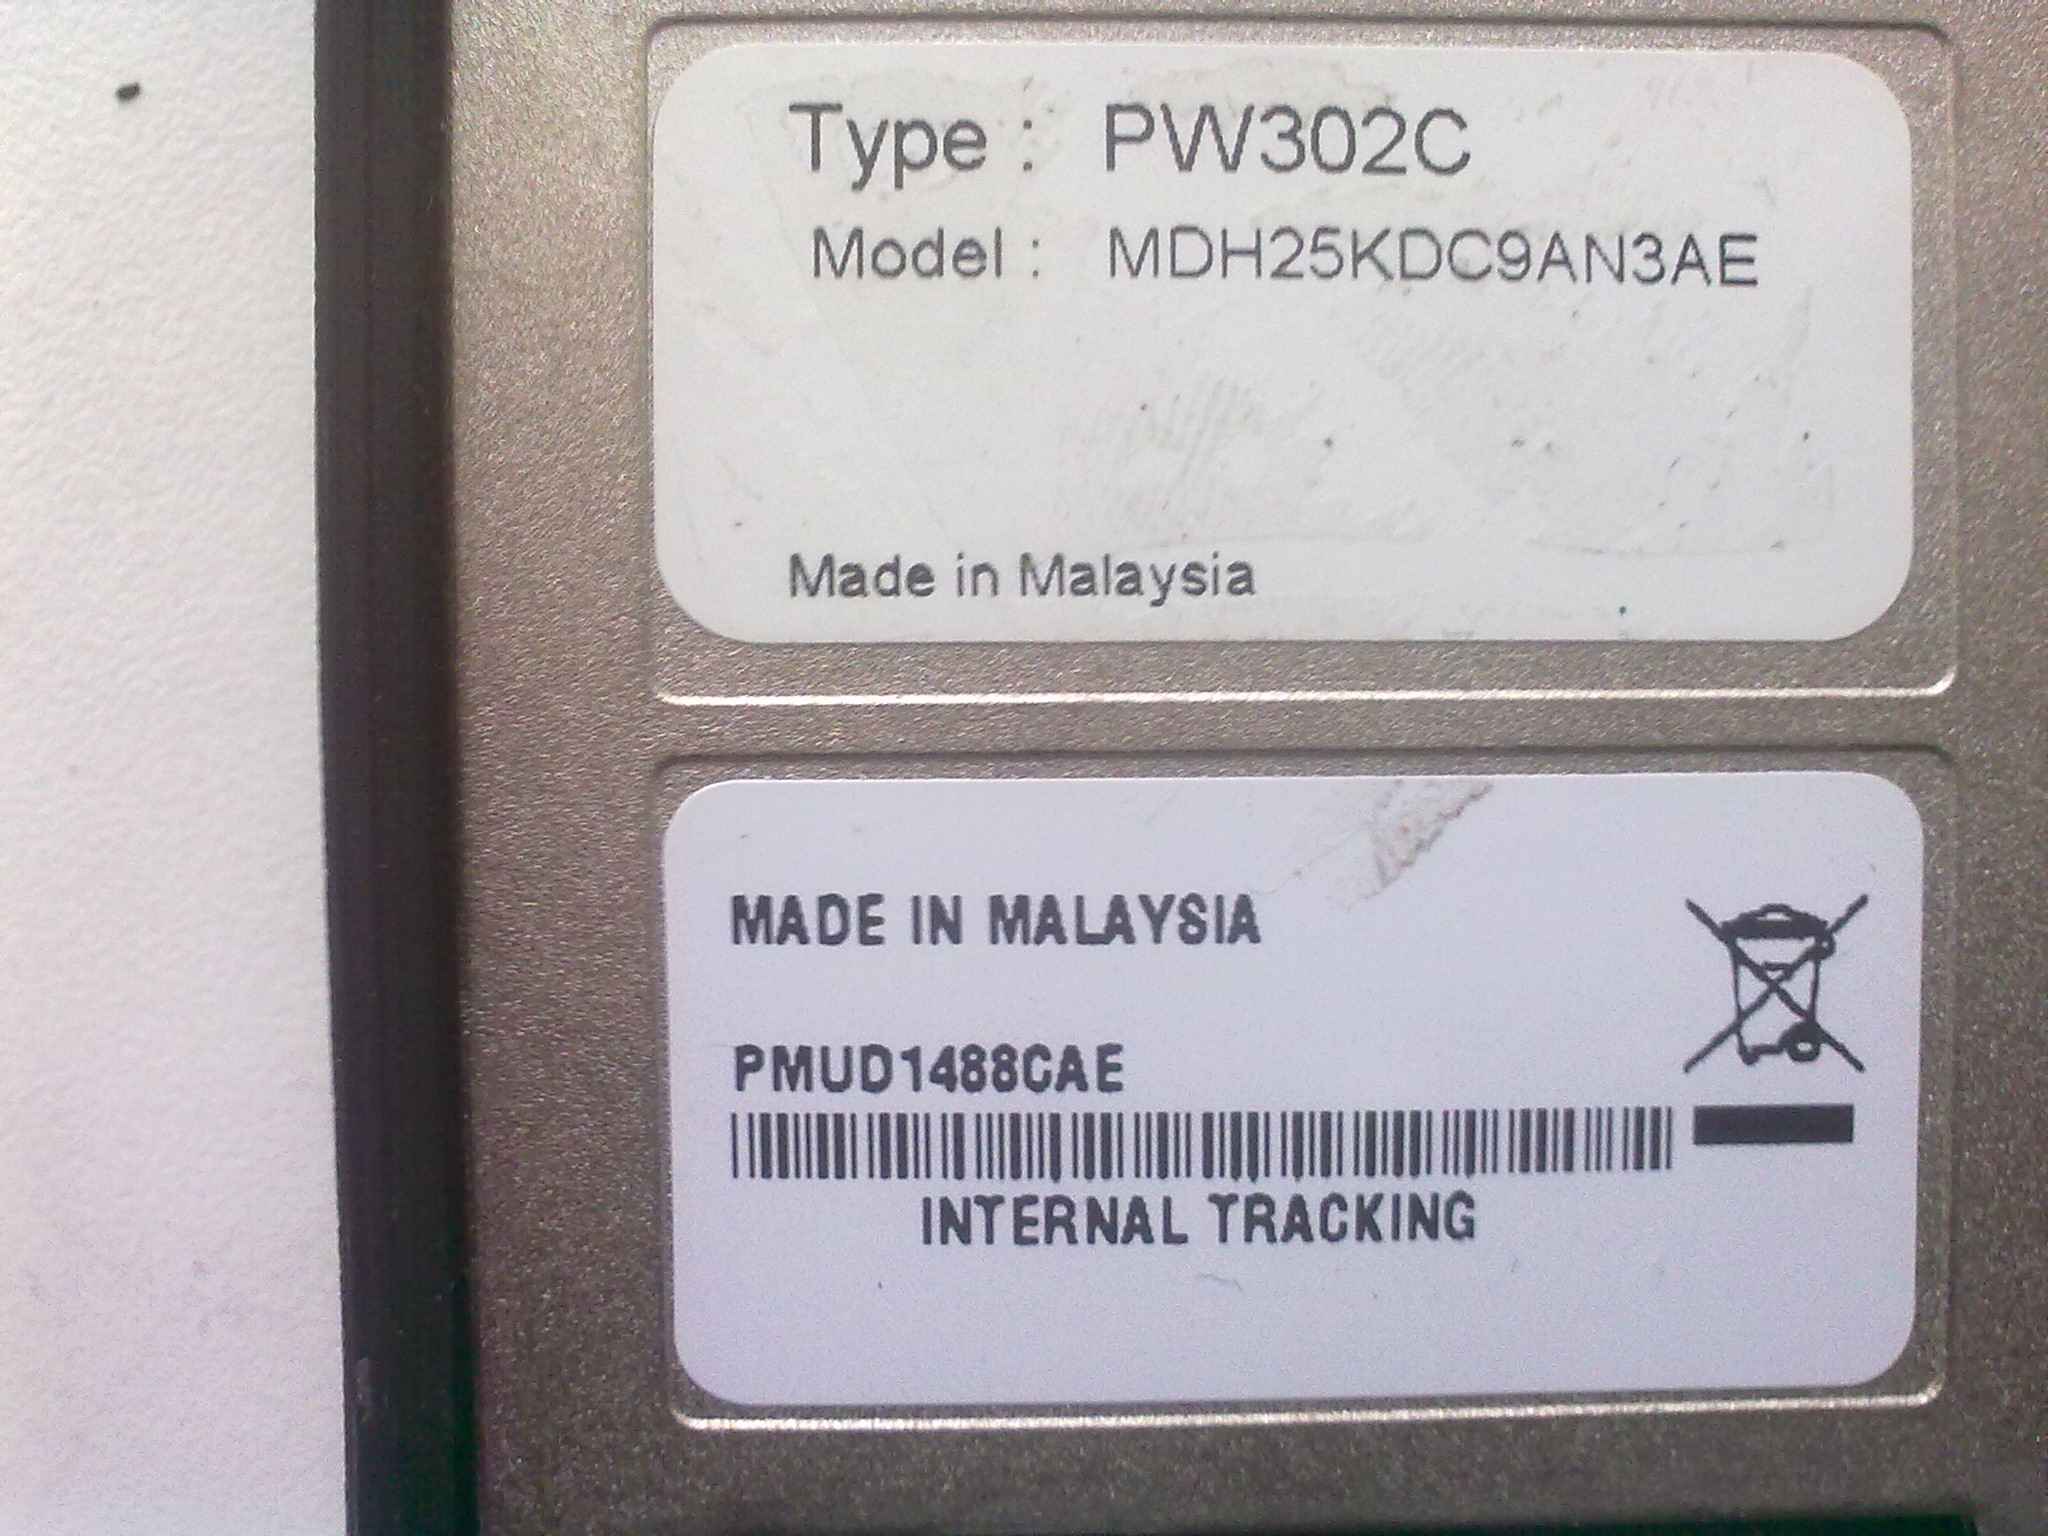 Type : PW302C
Model : MDH25KDC9AN3AE
Made in Malaysia
MADE IN MALAYSIA
PMUD1488CAE
INTERNAL TRACKING